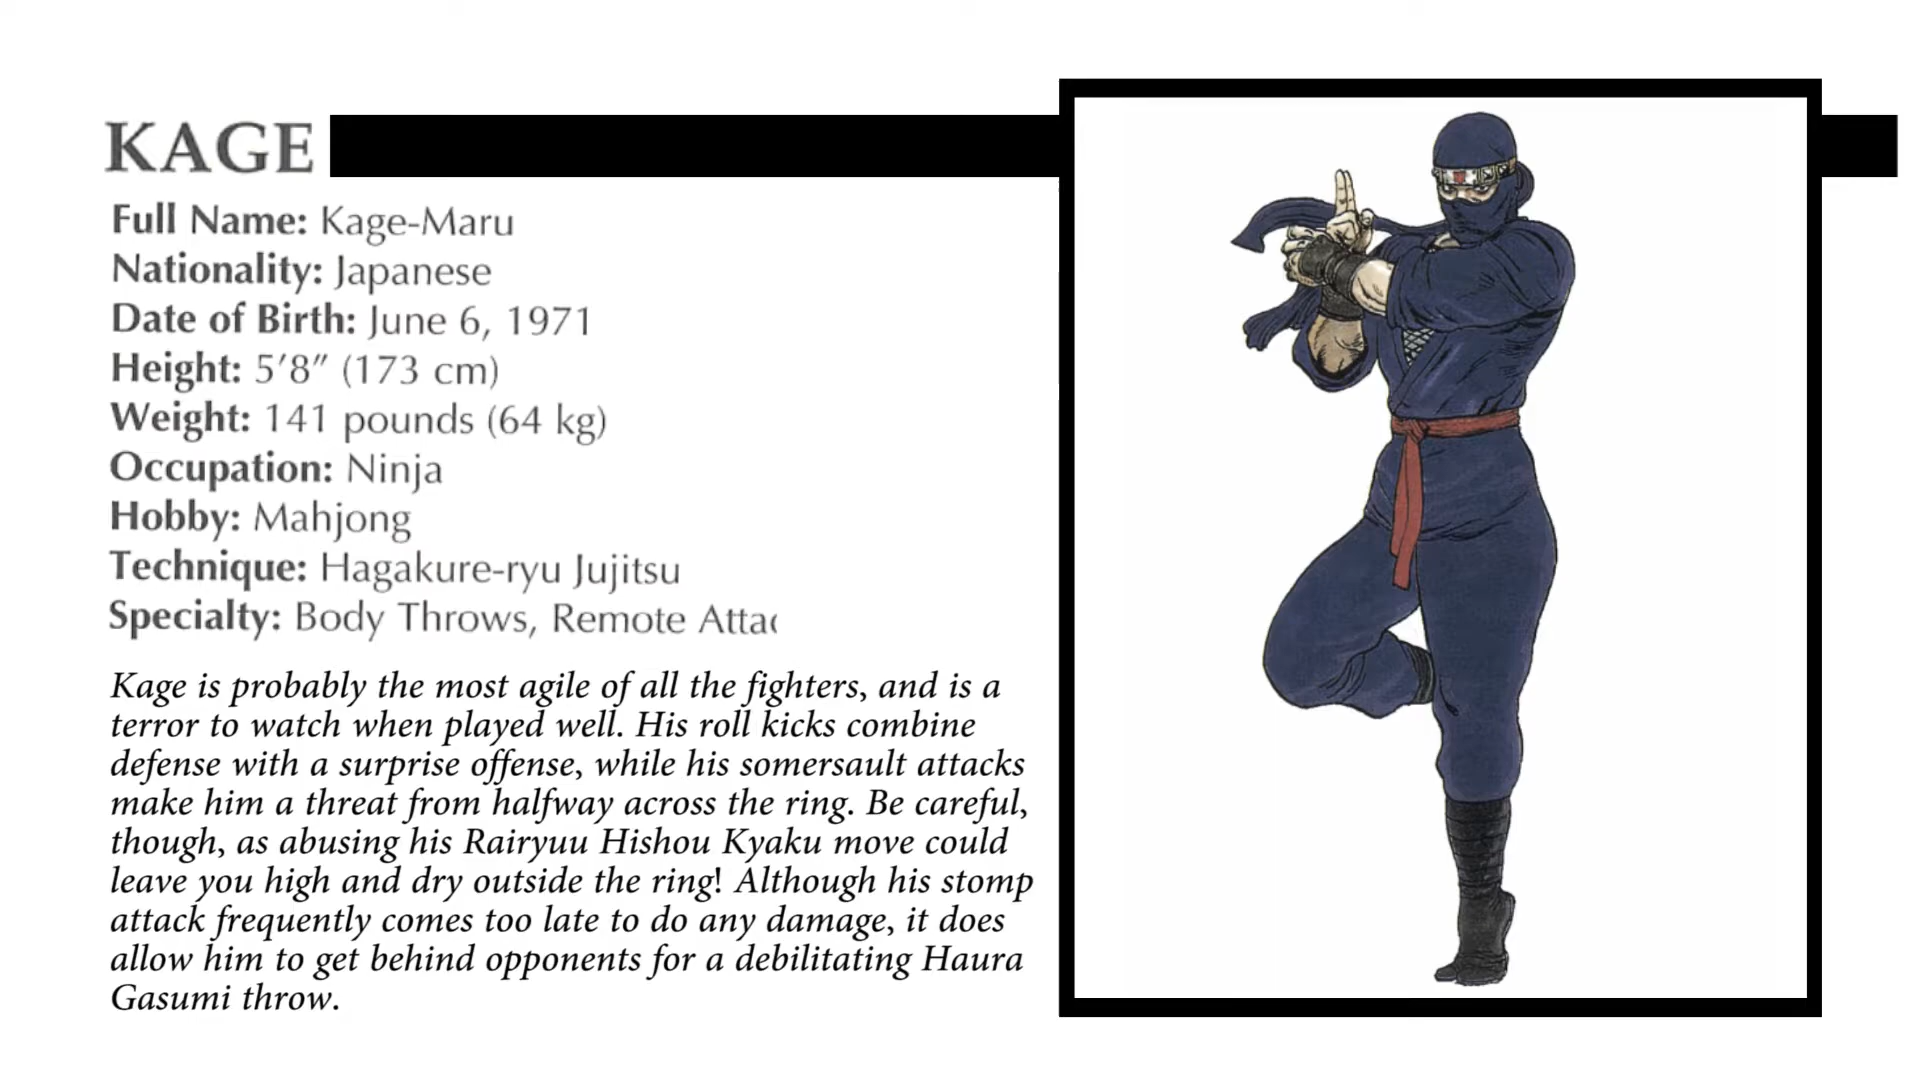 KAGE
Full Name: Kage-Maru
Nationality: Japanese
Date of Birth: June 6, 1971
Height: 5'8" (173 cm)
Weight: 141 pounds (64 kg)
Occupation: Ninja
Hobby: Mahjong
Technique: Hagakure-ryu Jujitsu
Specialty: Body Throws, Remote Attac
Kage is probably the most agile of all the fighters, and is a
terror to watch when played well. His roll kicks combine
defense with a surprise offense, while his somersault attacks
make him a threat from halfway across the ring. Be careful,
though, as abusing his Rairyuu Hishou Kyaku move could
leave you high and dry outside the ring! Although his stomp
attack frequently comes too late to do any damage, it does
allow him to get behind opponents for a debilitating Haura
Gasumi throw.